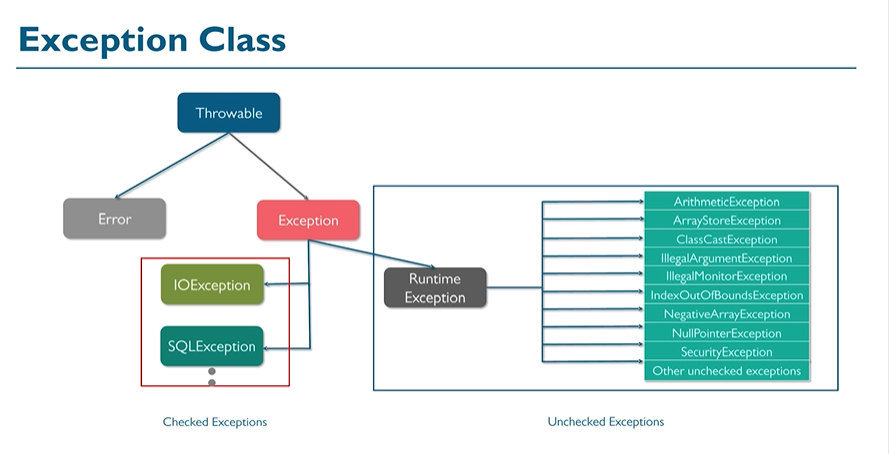 Exception Class
Throwable
Error
Exception
IOException
SQLException
Runtime
Exception
ArithmeticException
ArrayStoreException
ClassCastException
IllegalArgumentException
IllegalMonitorException
IndexOutOfBoundsException
NegativeArrayException
NullPointerException
SecurityException
Other unchecked exceptions
Checked Exceptions
Unchecked Exceptions